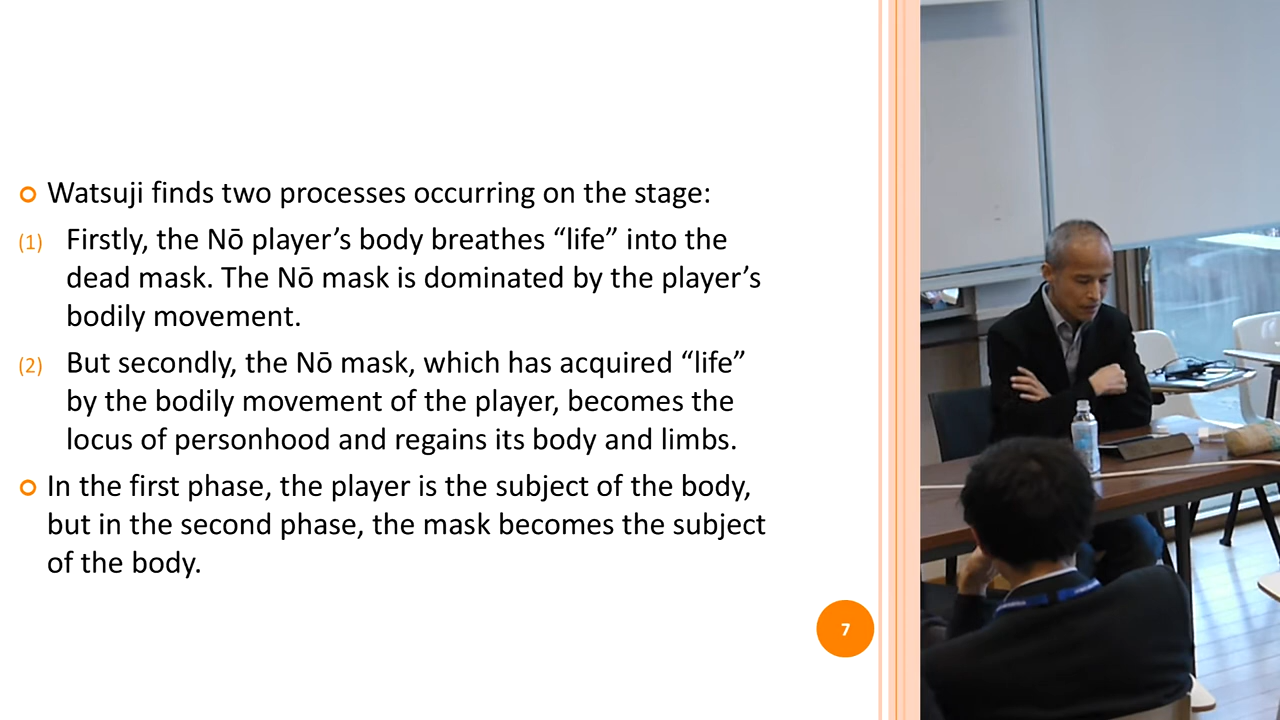 Watsuji finds two processes occurring on the stage:
(1) Firstly, the Nō player’s body breathes “life” into the
dead mask. The Nō mask is dominated by the player’s
bodily movement.
(2) But secondly, the Nō mask, which has acquired “life”
by the bodily movement of the player, becomes the
locus of personhood and regains its body and limbs.
In the first phase, the player is the subject of the body,
but in the second phase, the mask becomes the subject
of the body.
7